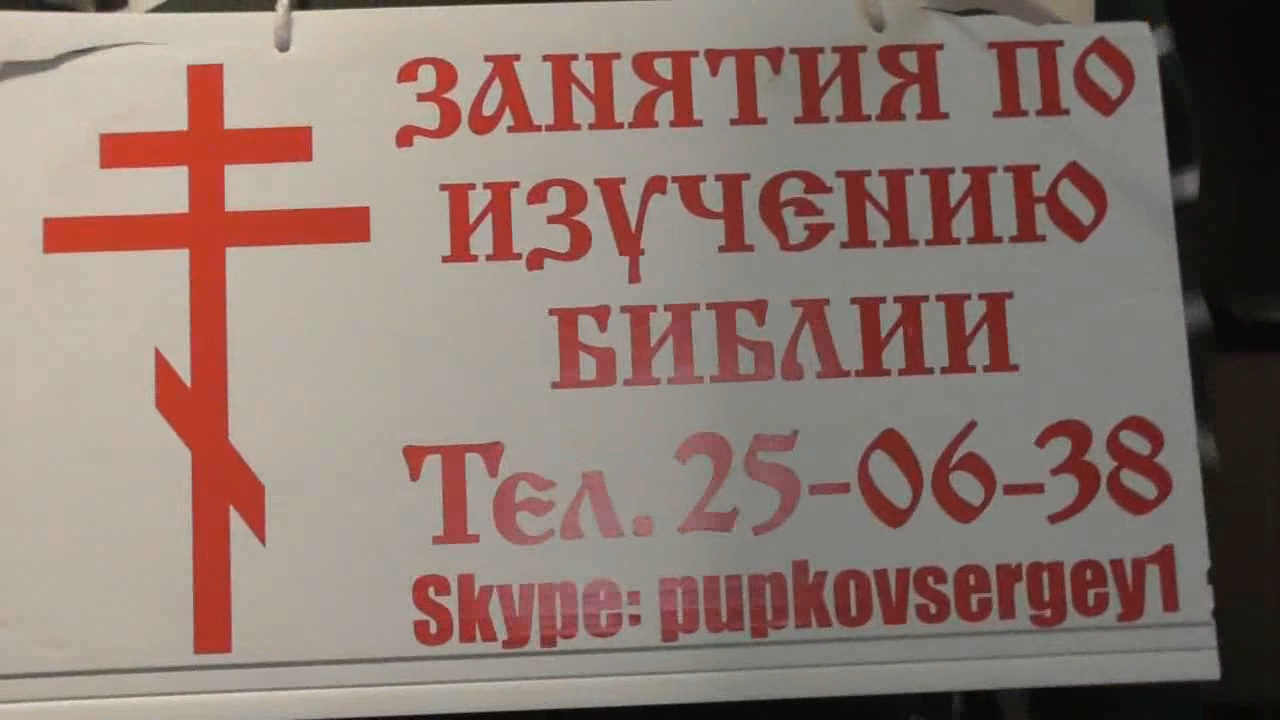 ЗАНЯТИЯ ПО
ИЗУЧЕНИЮ
БИБЛИИ
Тел. 25-06-38
Skype: pupkovsergey1